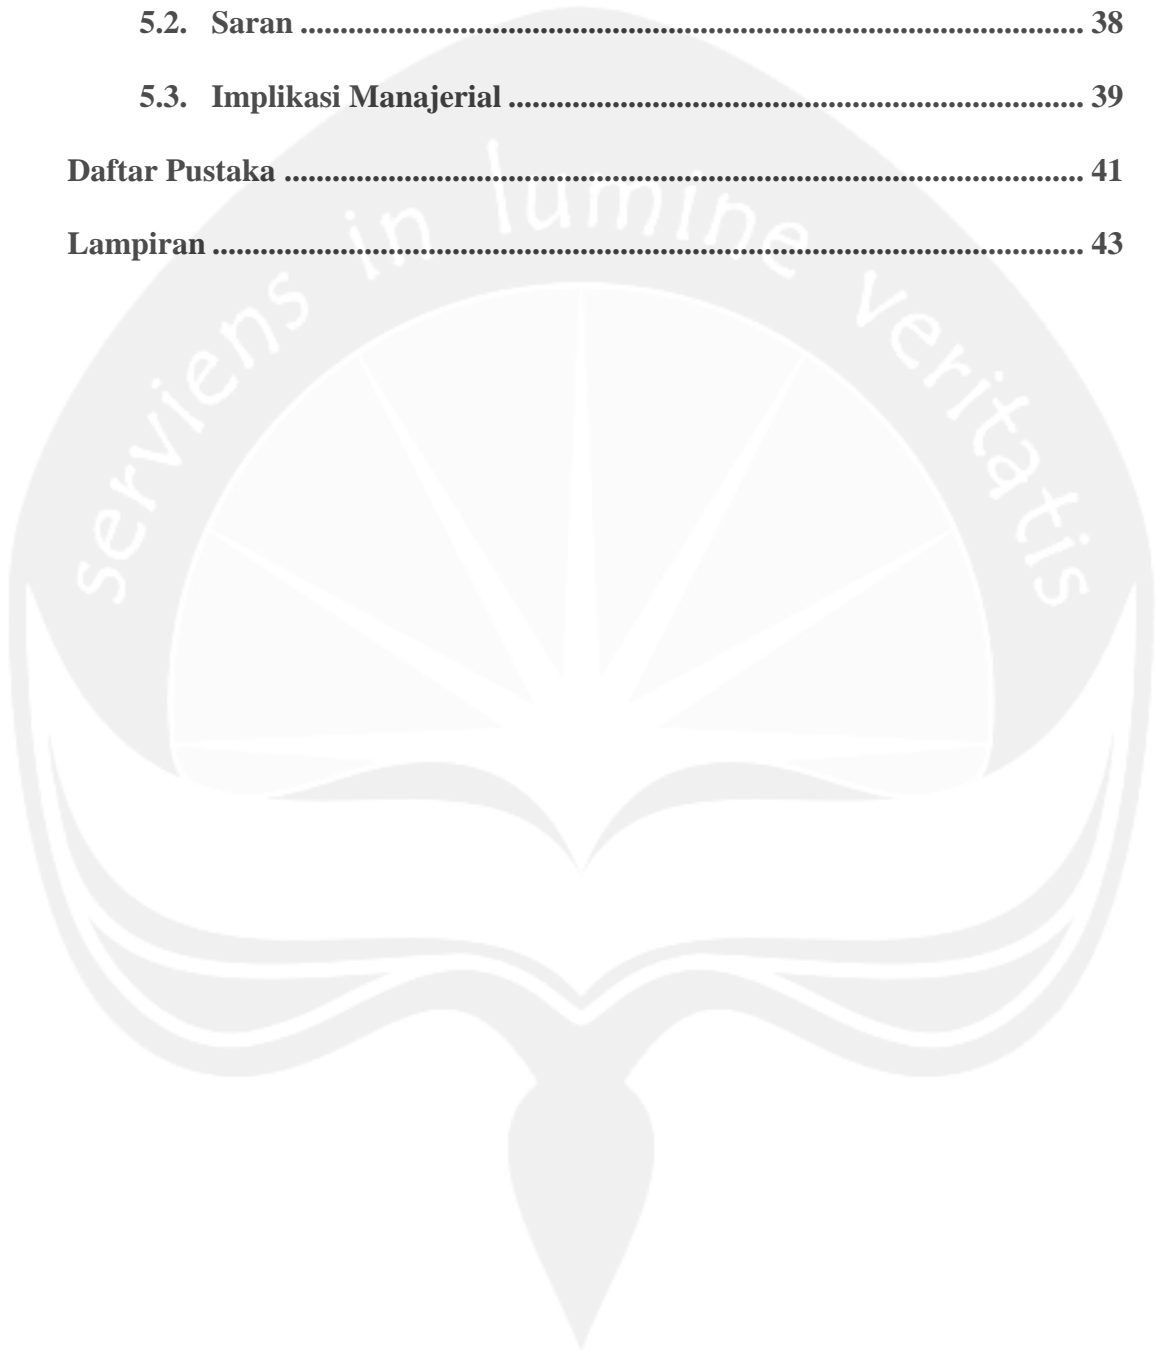 5.2. Saran .................................................................................................. 38
5.3. Implikasi Manajerial ........................................................................ 39
Daftar Pustaka .................................................................................................... 41
Lampiran ............................................................................................................. 43
serviens in lumine veritatis